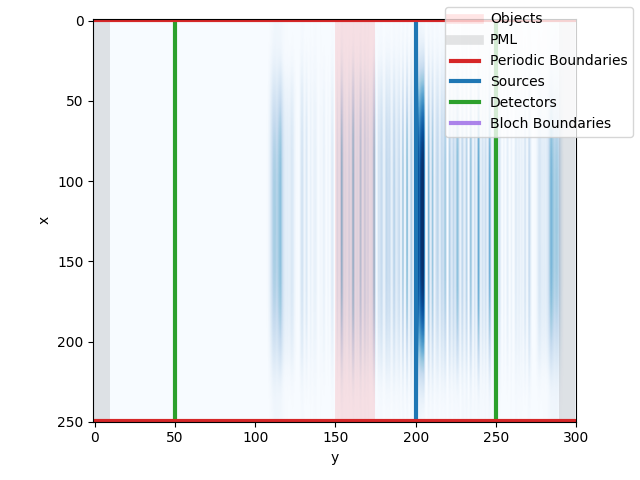 Objects
PML
Periodic Boundaries
Sources
Detectors
Bloch Boundaries
0
50
100
150
200
250
x
0
50
100
150
200
250
300
y